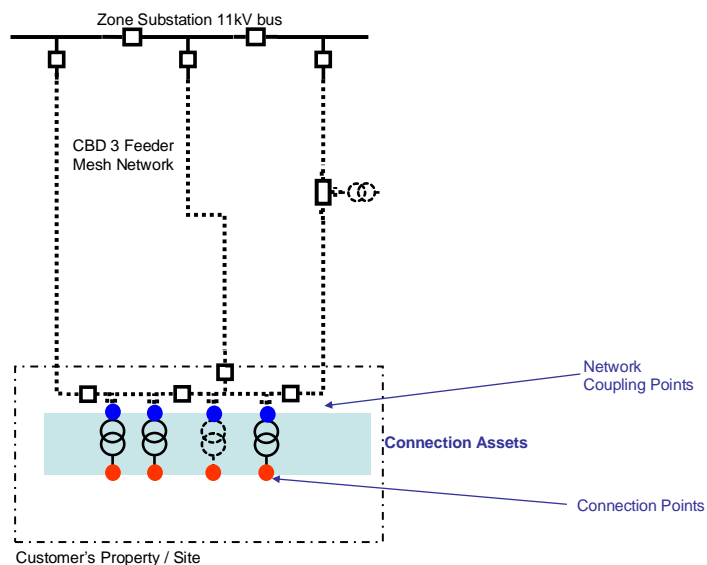 Zone Substation 11kV bus
CBD 3 Feeder
Mesh Network
Network
Coupling Points
Connection Assets
Connection Points
Customer's Property / Site